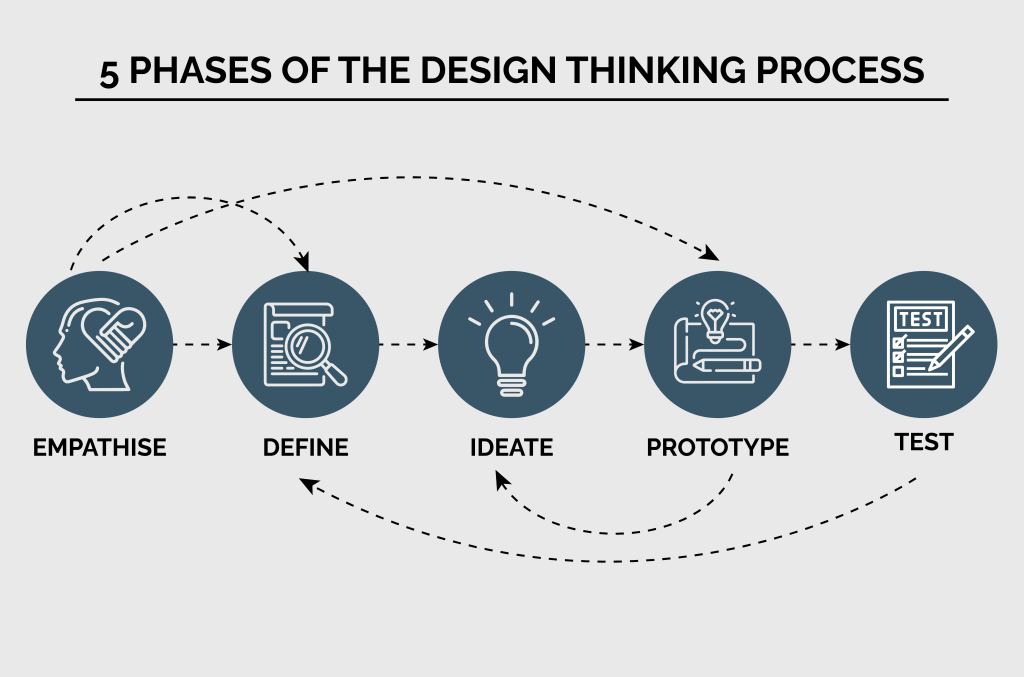 5 PHASES OF THE DESIGN THINKING PROCESS
TEST
EMPATHISE
DEFINE
IDEATE
PROTOTYPE
TEST